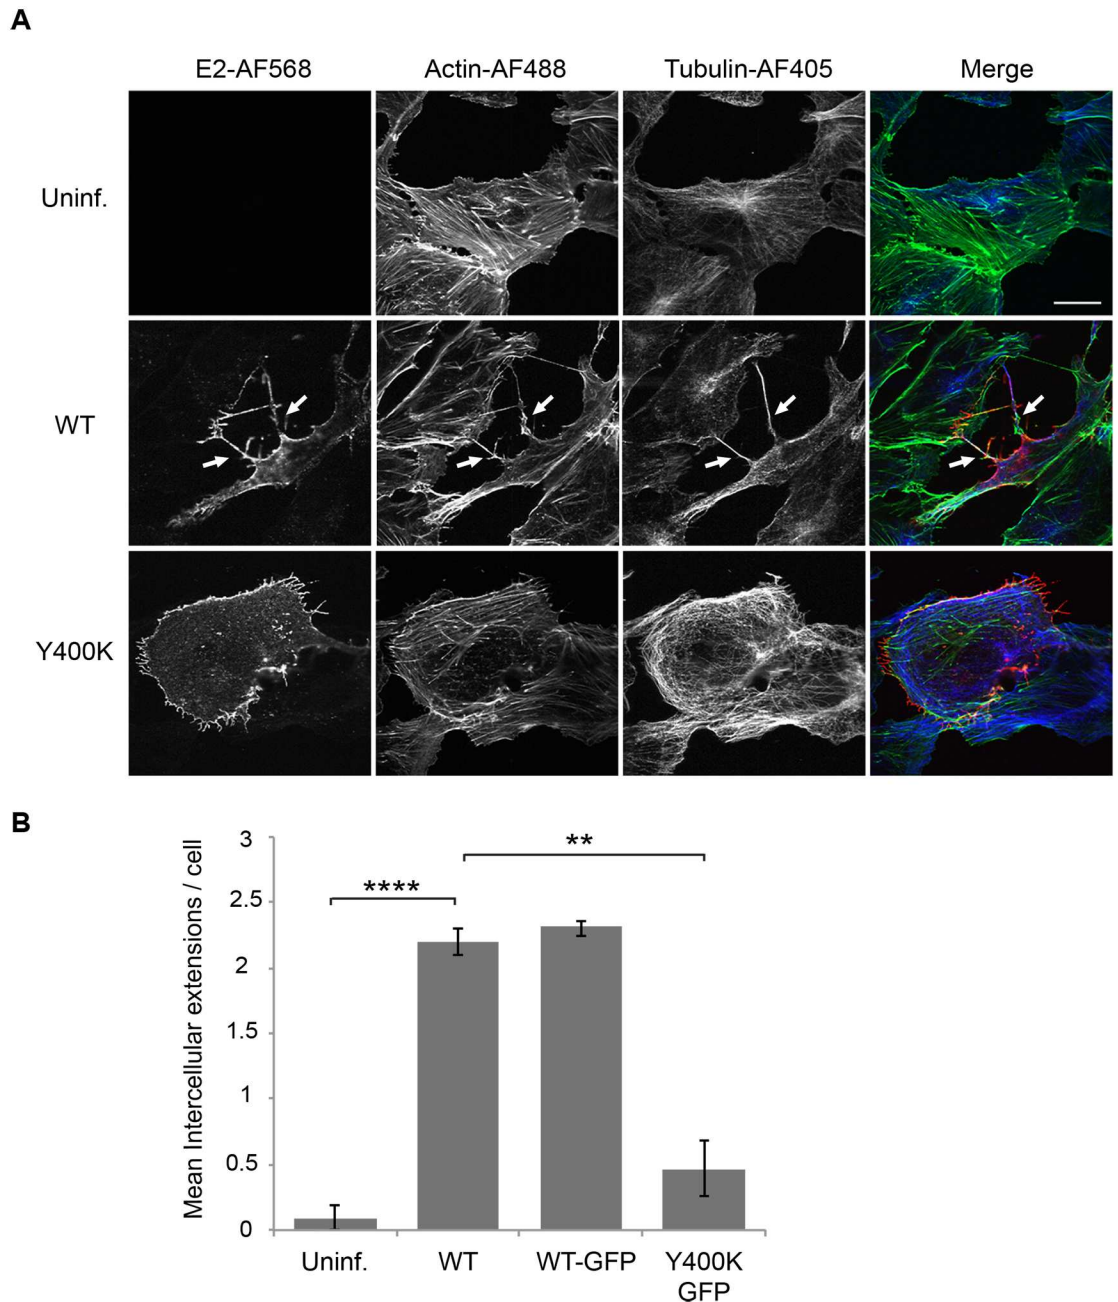 A
E2-AF568 Actin-AF488 Tubulin-AF405 Merge
Uninf.
WT
Y400K
B
Mean Intercellular extensions / cell
3
2.5
2
1.5
1
0.5
0
**
****
Uninf. WT WT-GFP Y400K
GFP